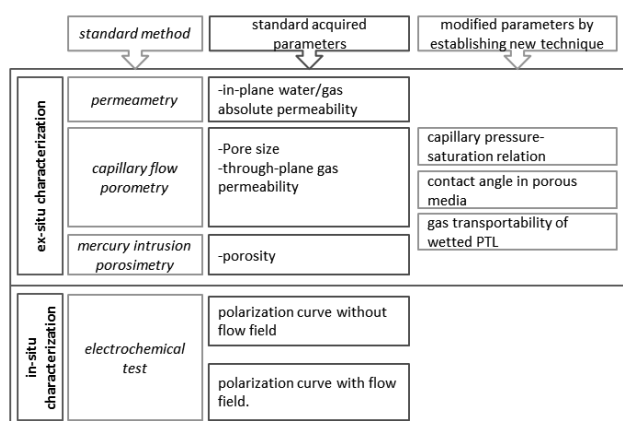 standard method
standard acquired
parameters
modified parameters by
establishing new technique
ex-situ characterization
permeametry
-in-plane water/gas
absolute permeability
capillary flow
porometry
-Pore size
-through-plane gas
permeability
capillary pressure-
saturation relation
contact angle in porous
media
gas transportability of
wetted PTL
mercury intrusion
porosimetry
-porosity
in-situ
characterization
electrochemical
test
polarization curve without
flow field
polarization curve with flow
field.